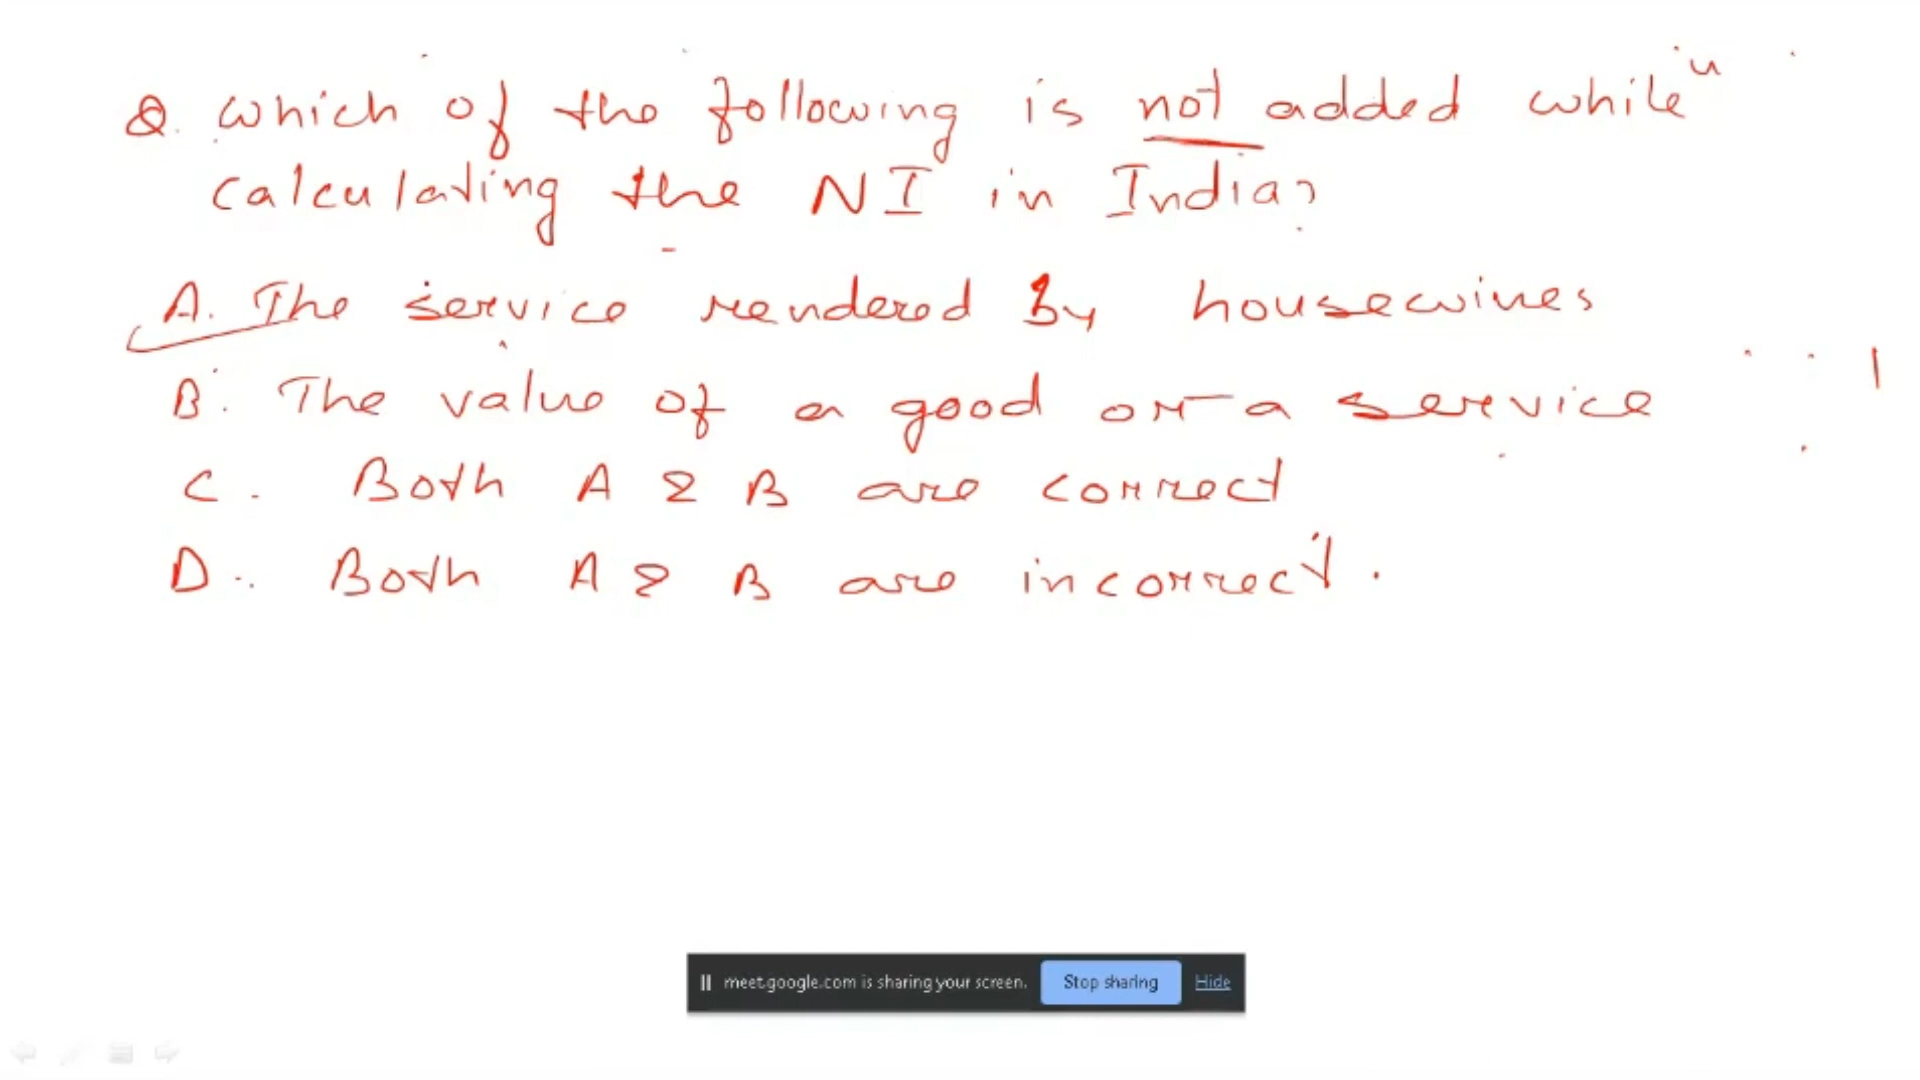 Q. which of the following is not added while
calculating the NI in India?
A. The service rendered by housewives
B. The value of a good or a service
C. Both A & B are correct
D. Both A & B are incorrect.
meet.google.com is sharing your screen. Stop sharing Hide